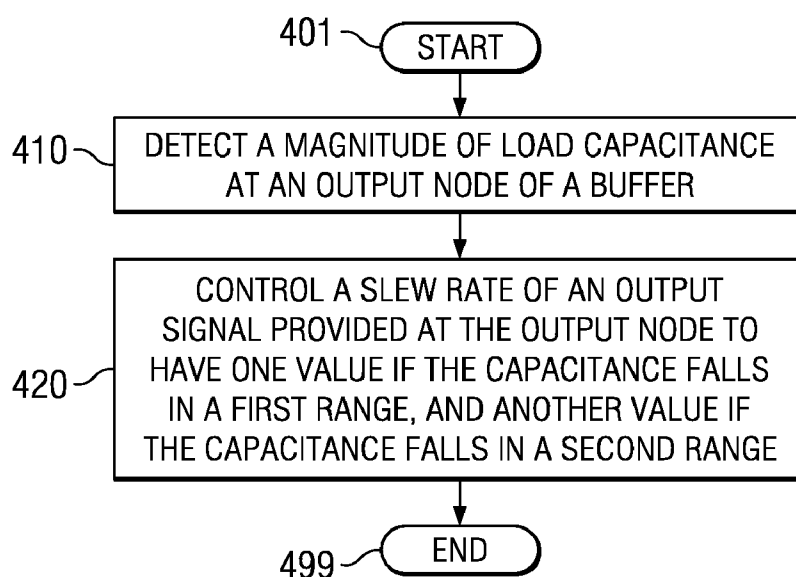 401
START
410
DETECT A MAGNITUDE OF LOAD CAPACITANCE
AT AN OUTPUT NODE OF A BUFFER
420
CONTROL A SLEW RATE OF AN OUTPUT
SIGNAL PROVIDED AT THE OUTPUT NODE TO
HAVE ONE VALUE IF THE CAPACITANCE FALLS
IN A FIRST RANGE, AND ANOTHER VALUE IF
THE CAPACITANCE FALLS IN A SECOND RANGE
499
END